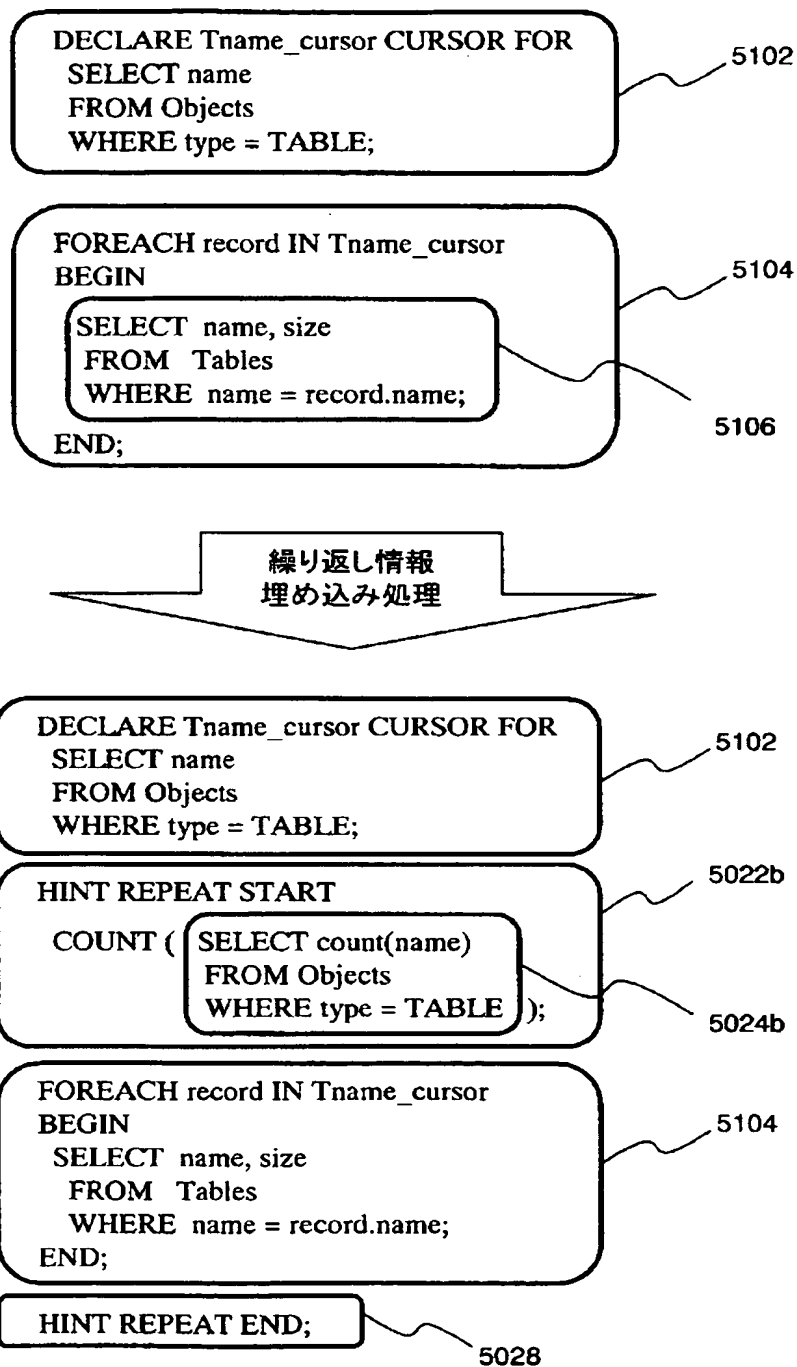 DECLARE Tname_cursor CURSOR FOR
SELECT name
FROM Objects
WHERE type = TABLE;
5102
FOREACH record IN Tname_cursor
BEGIN
SELECT name, size
FROM Tables
WHERE name = record.name;
END;
5104
5106
繰り返し情報
埋め込み処理
DECLARE Tname_cursor CURSOR FOR
SELECT name
FROM Objects
WHERE type = TABLE;
5102
HINT REPEAT START
COUNT ( SELECT count(name)
FROM Objects
WHERE type = TABLE );
5022b
5024b
FOREACH record IN Tname_cursor
BEGIN
SELECT name, size
FROM Tables
WHERE name = record.name;
END;
5104
HINT REPEAT END;
5028